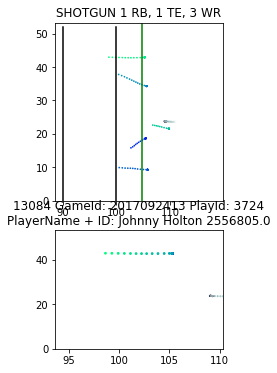 SHOTGUN 1 RB, 1 TE, 3 WR
50
40
30
20
10
0
90 100 110
13084 GameId: 2017092413 PlayId: 3724
PlayerName + ID: Johnny Holton 2556805.0
40
20
0
95 100 105 110